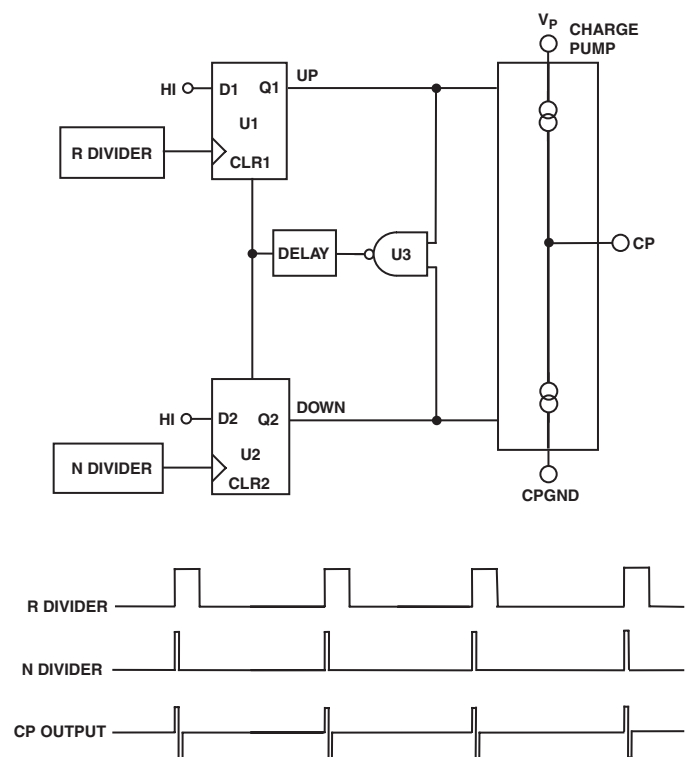 VP
CHARGE
PUMP
HI
D1
Q1
UP
U1
R DIVIDER
CLR1
DELAY
U3
CP
HI
D2
Q2
DOWN
U2
N DIVIDER
CLR2
CPGND
R DIVIDER
N DIVIDER
CP OUTPUT